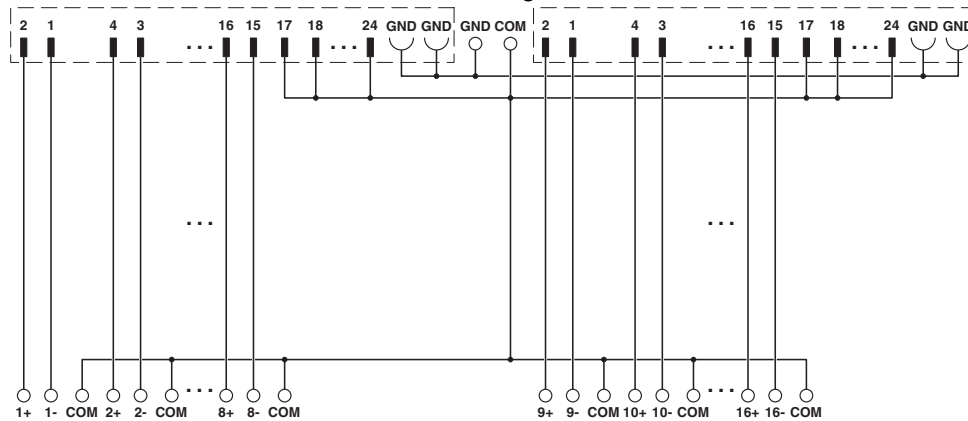 2 1 4 3 ... 16 15 17 18 ... 24 GND GND GND COM 2 1 4 3 ... 16 15 17 18 ... 24 GND GND
... ...
1+ 1- COM 2+ 2- COM ... 8+ 8- COM 9+ 9- COM 10+ 10- COM ... 16+ 16- COM